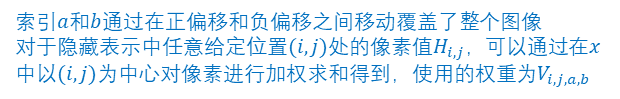 索引a和b通过在正偏移和负偏移之间移动覆盖了整个图像
对于隐藏表示中任意给定位置(i,j)处的像素值H_{i,j}，可以通过在x
中以(i,j)为中心对像素进行加权求和得到，使用的权重为V_{i,j,a,b}